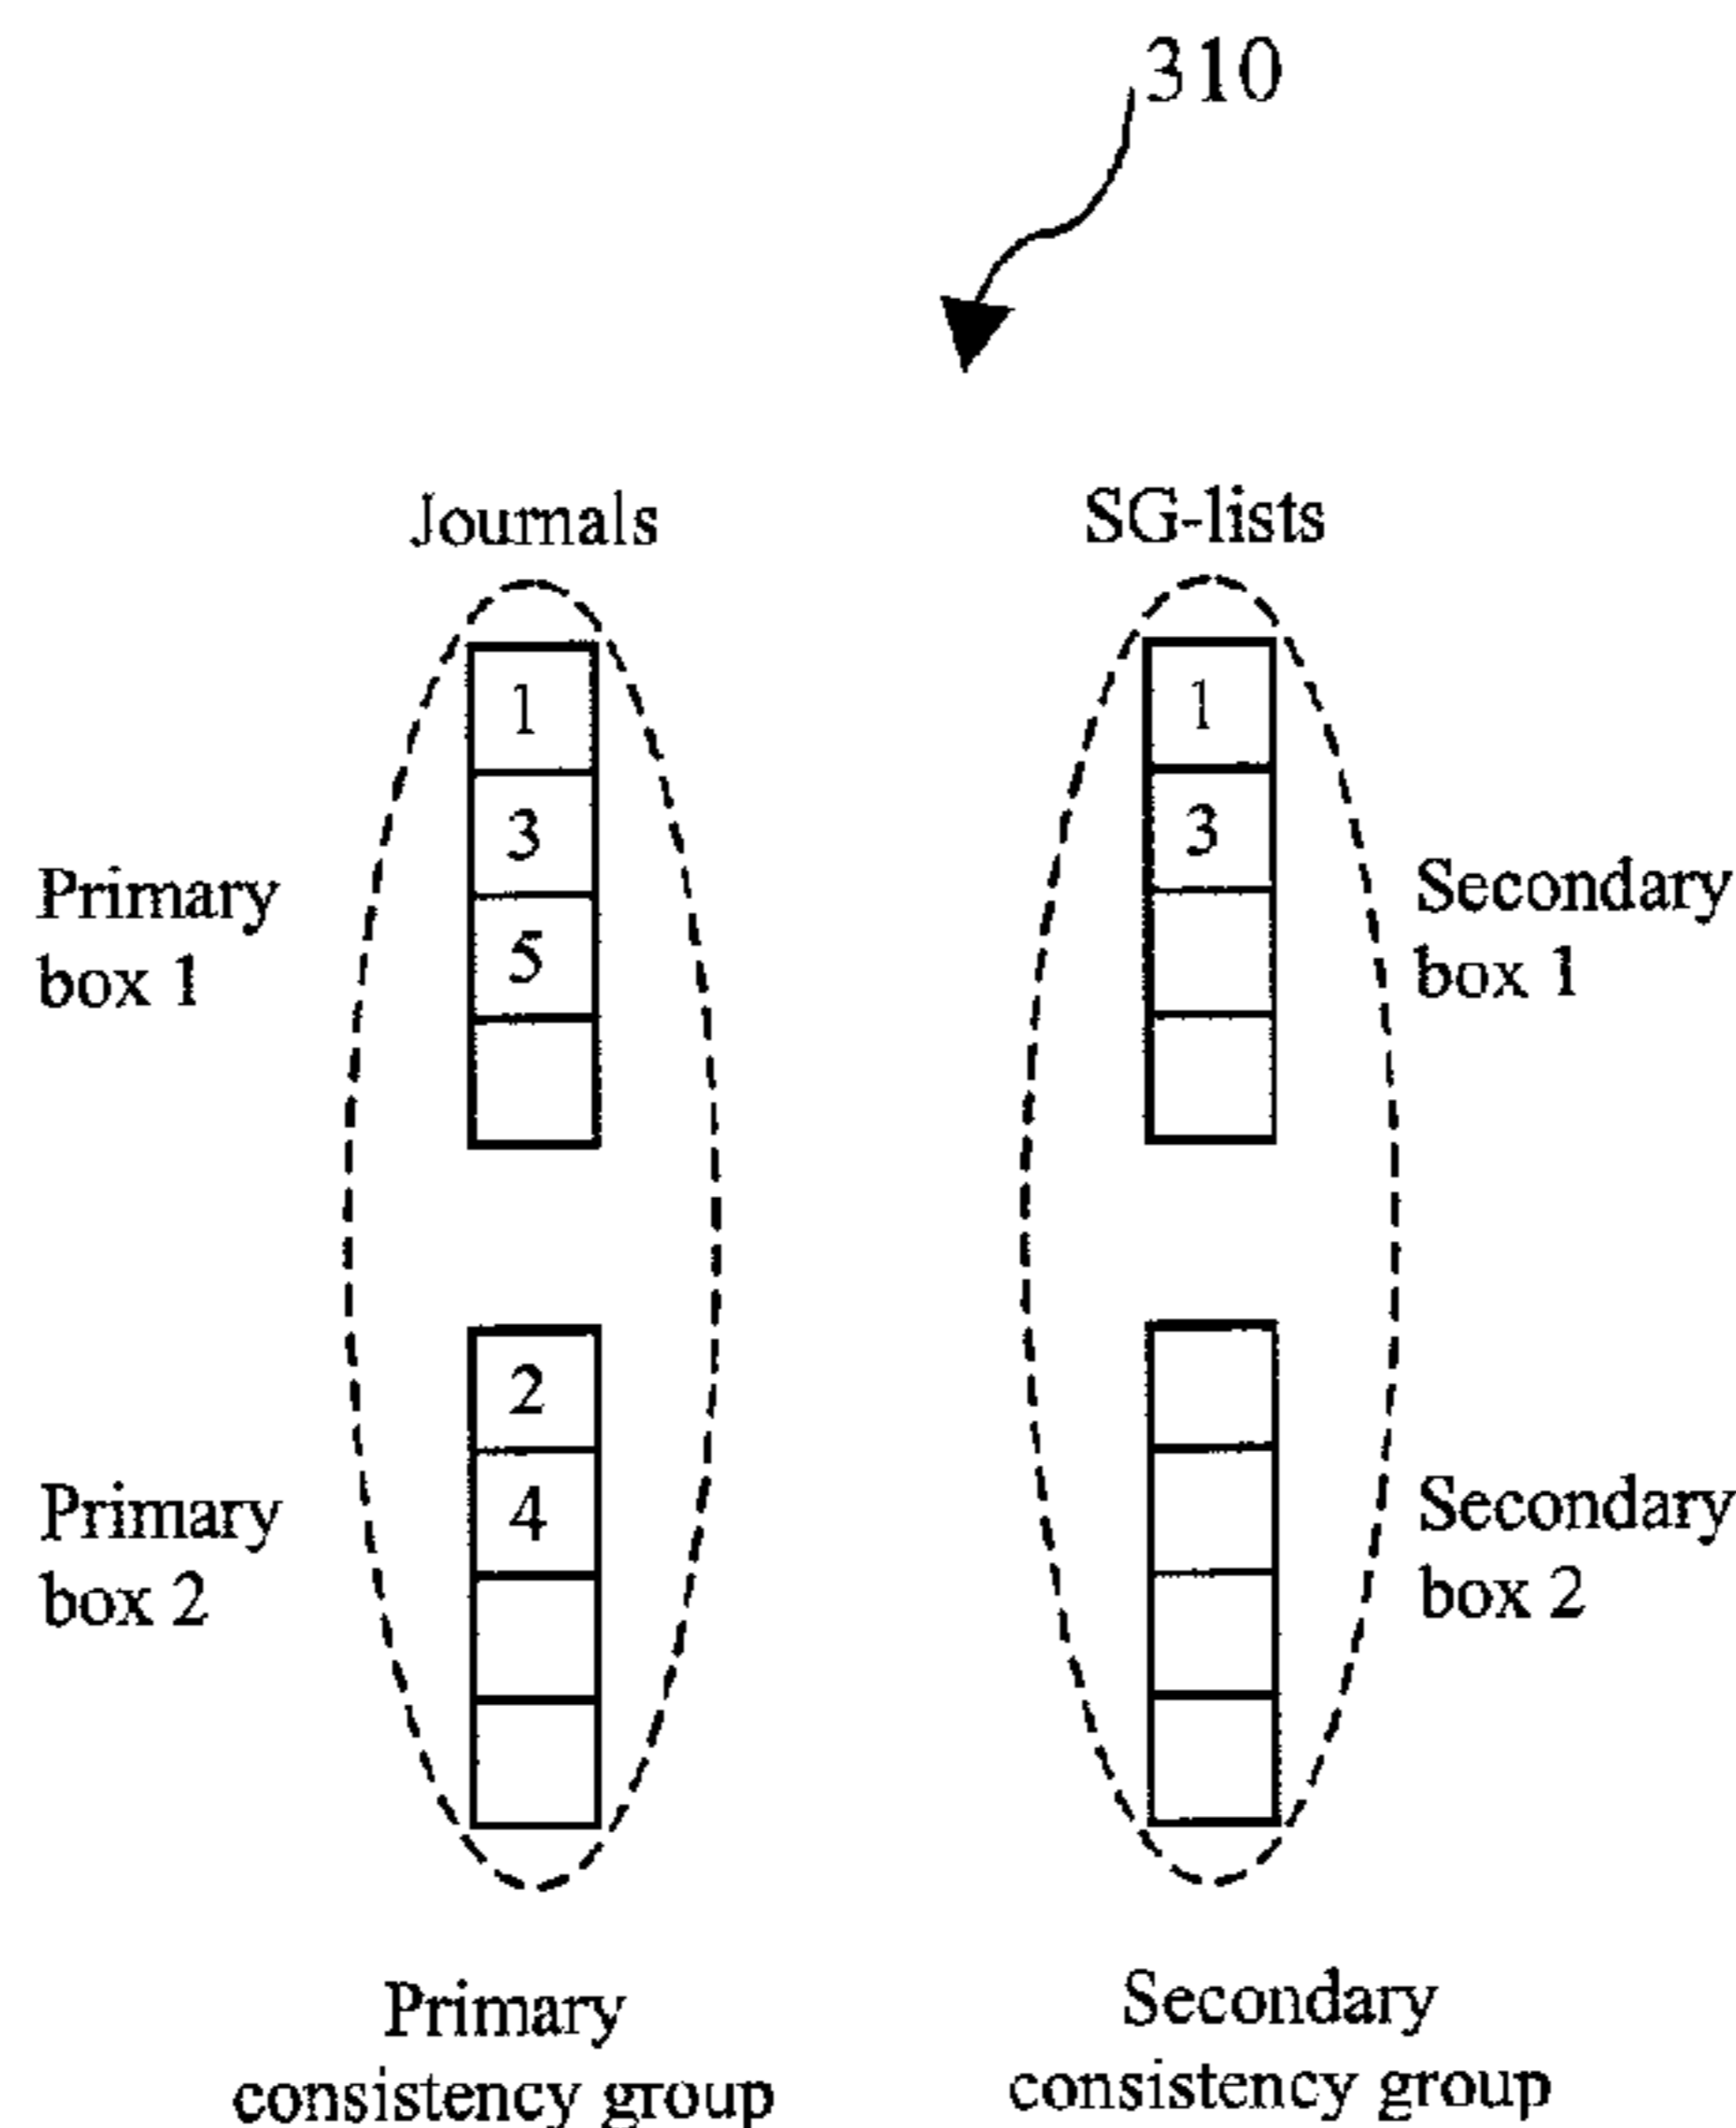 310
Journals
SG-lists
1
3
5
1
3
Primary
box 1
Secondary
box 1
2
4
Primary
box 2
Secondary
box 2
Primary
consistency group
Secondary
consistency group